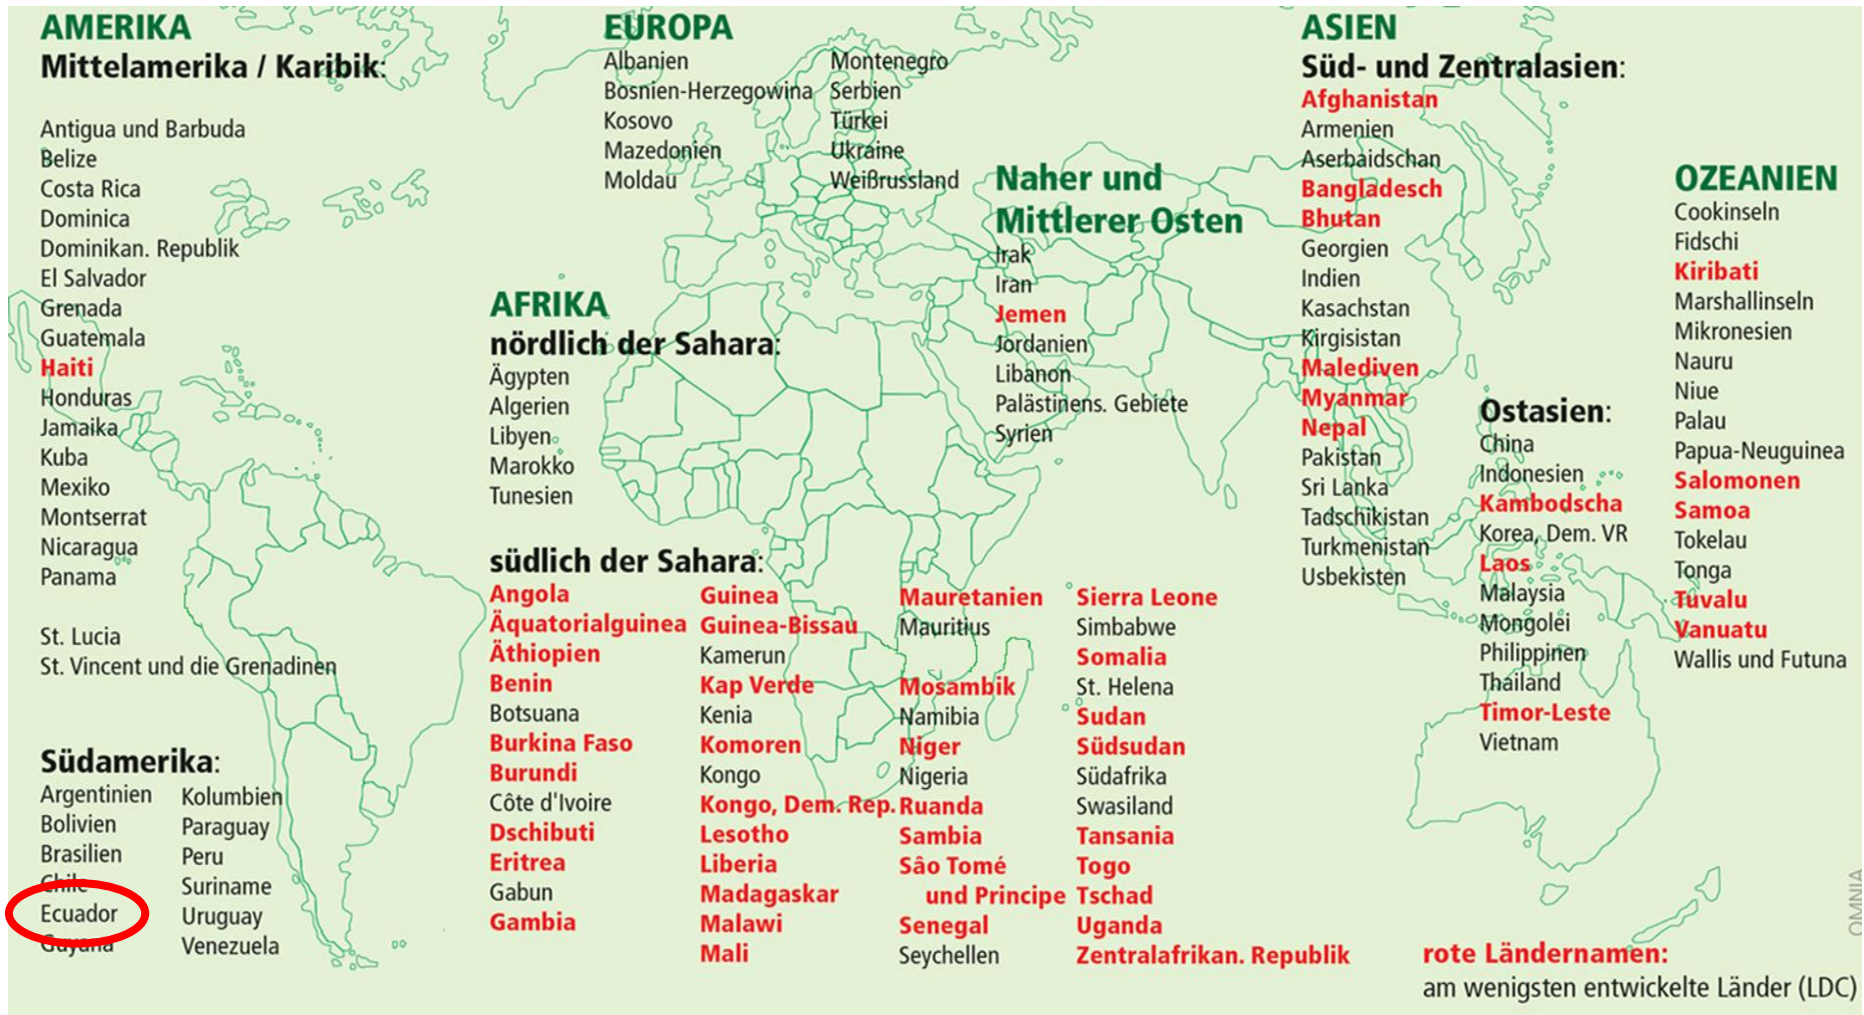 AMERIKA
Mittelamerika / Karibik:
Antigua und Barbuda
Belize
Costa Rica
Dominica
Dominikan. Republik
El Salvador
Grenada
Guatemala
Haiti
Honduras
Jamaika
Kuba
Mexiko
Montserrat
Nicaragua
Panama
St. Lucia
St. Vincent und die Grenadinen
Südamerika:
Argentinien
Bolivien
Brasilien
Chile
Ecuador
Guyana
Kolumbien
Paraguay
Peru
Suriname
Uruguay
Venezuela
EUROPA
Albanien
Bosnien-Herzegowina
Kosovo
Mazedonien
Moldau
Montenegro
Serbien
Türkei
Ukraine
Weißrussland
AFRIKA
nördlich der Sahara:
Ägypten
Algerien
Libyen
Marokko
Tunesien
südlich der Sahara:
Angola
Äquatorialguinea
Äthiopien
Benin
Botsuana
Burkina Faso
Burundi
Côte d'Ivoire
Dschibuti
Eritrea
Gabun
Gambia
Guinea
Guinea-Bissau
Kamerun
Kap Verde
Kenia
Komoren
Kongo
Kongo, Dem. Rep.
Lesotho
Liberia
Madagaskar
Malawi
Mali
Mauretanien
Mauritius
Mosambik
Namibia
Niger
Nigeria
Ruanda
Sambia
Sâo Tomé
und Principe
Senegal
Seychellen
Sierra Leone
Simbabwe
Somalia
St. Helena
Sudan
Südsudan
Südafrika
Swasiland
Tansania
Togo
Tschad
Uganda
Zentralafrikan. Republik
Naher und
Mittlerer Osten
Irak
Iran
Jemen
Jordanien
Libanon
Palästinens. Gebiete
Syrien
ASIEN
Süd- und Zentralasien:
Afghanistan
Armenien
Aserbaidschan
Bangladesch
Bhutan
Georgien
Indien
Kasachstan
Kirgisistan
Malediven
Myanmar
Nepal
Pakistan
Sri Lanka
Tadschikistan
Turkmenistan
Usbekisten
Ostasien:
China
Indonesien
Kambodscha
Korea, Dem. VR
Laos
Malaysia
Mongolei
Philippinen
Thailand
Timor-Leste
Vietnam
OZEANIEN
Cookinseln
Fidschi
Kiribati
Marshallinseln
Mikronesien
Nauru
Niue
Palau
Papua-Neuguinea
Salomonen
Samoa
Tokelau
Tonga
Tuvalu
Vanuatu
Wallis und Futuna
rote Ländernamen:
am wenigsten entwickelte Länder (LDC)
OMNIA